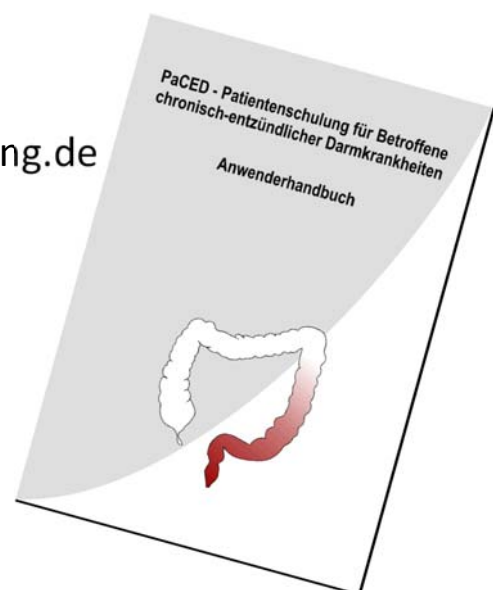 ng.de
PaCED - Patientenschulung für Betroffene
chronisch-entzündlicher Darmkrankheiten
Anwenderhandbuch